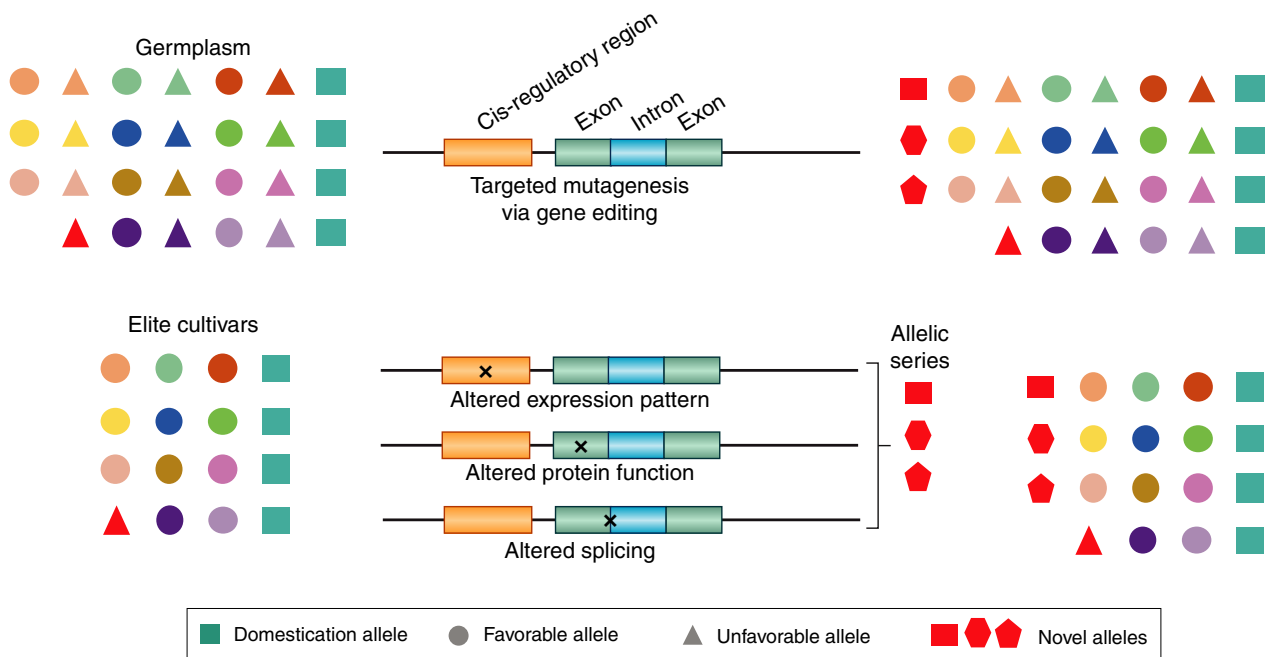 Germplasm
Cis-regulatory region
Exon
Intron
Exon
Targeted mutagenesis
via gene editing
Elite cultivars
Altered expression pattern
Altered protein function
Altered splicing
Allelic
series
Domestication allele
Favorable allele
Unfavorable allele
Novel alleles